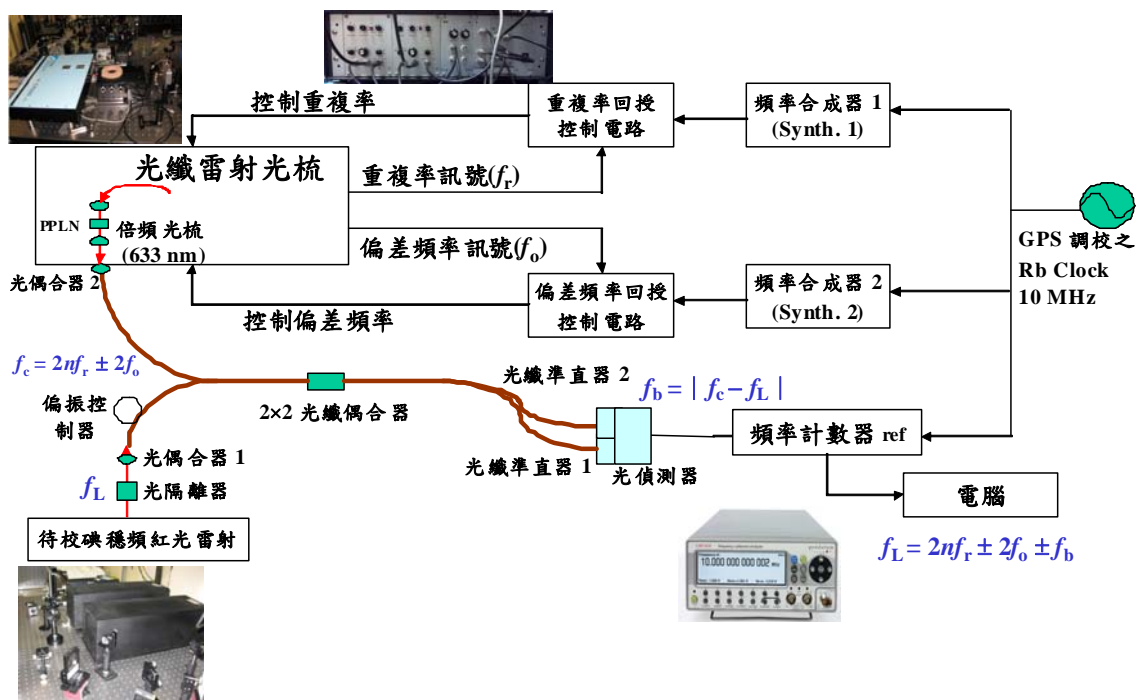 控制重複率
重複率回授
控制電路
頻率合成器 1
(Synth. 1)
光纖雷射光梳
重複率訊號(fr)
PPLN
倍頻光梳
(633 nm)
偏差頻率訊號(fo)
GPS 調校之
Rb Clock
10 MHz
光偶合器 2
控制偏差頻率
偏差頻率回授
控制電路
頻率合成器 2
(Synth. 2)
fc = 2nfr ± 2fo
偏振控
制器
2×2 光纖偶合器
光纖準直器 2
fb = | fc – fL |
頻率計數器 ref
光偶合器 1
光纖準直器 1
光偵測器
fL
光隔離器
電腦
待校碘穩頻紅光雷射
fL = 2nfr ± 2fo ± fb
10.000 000 000 002 MHz